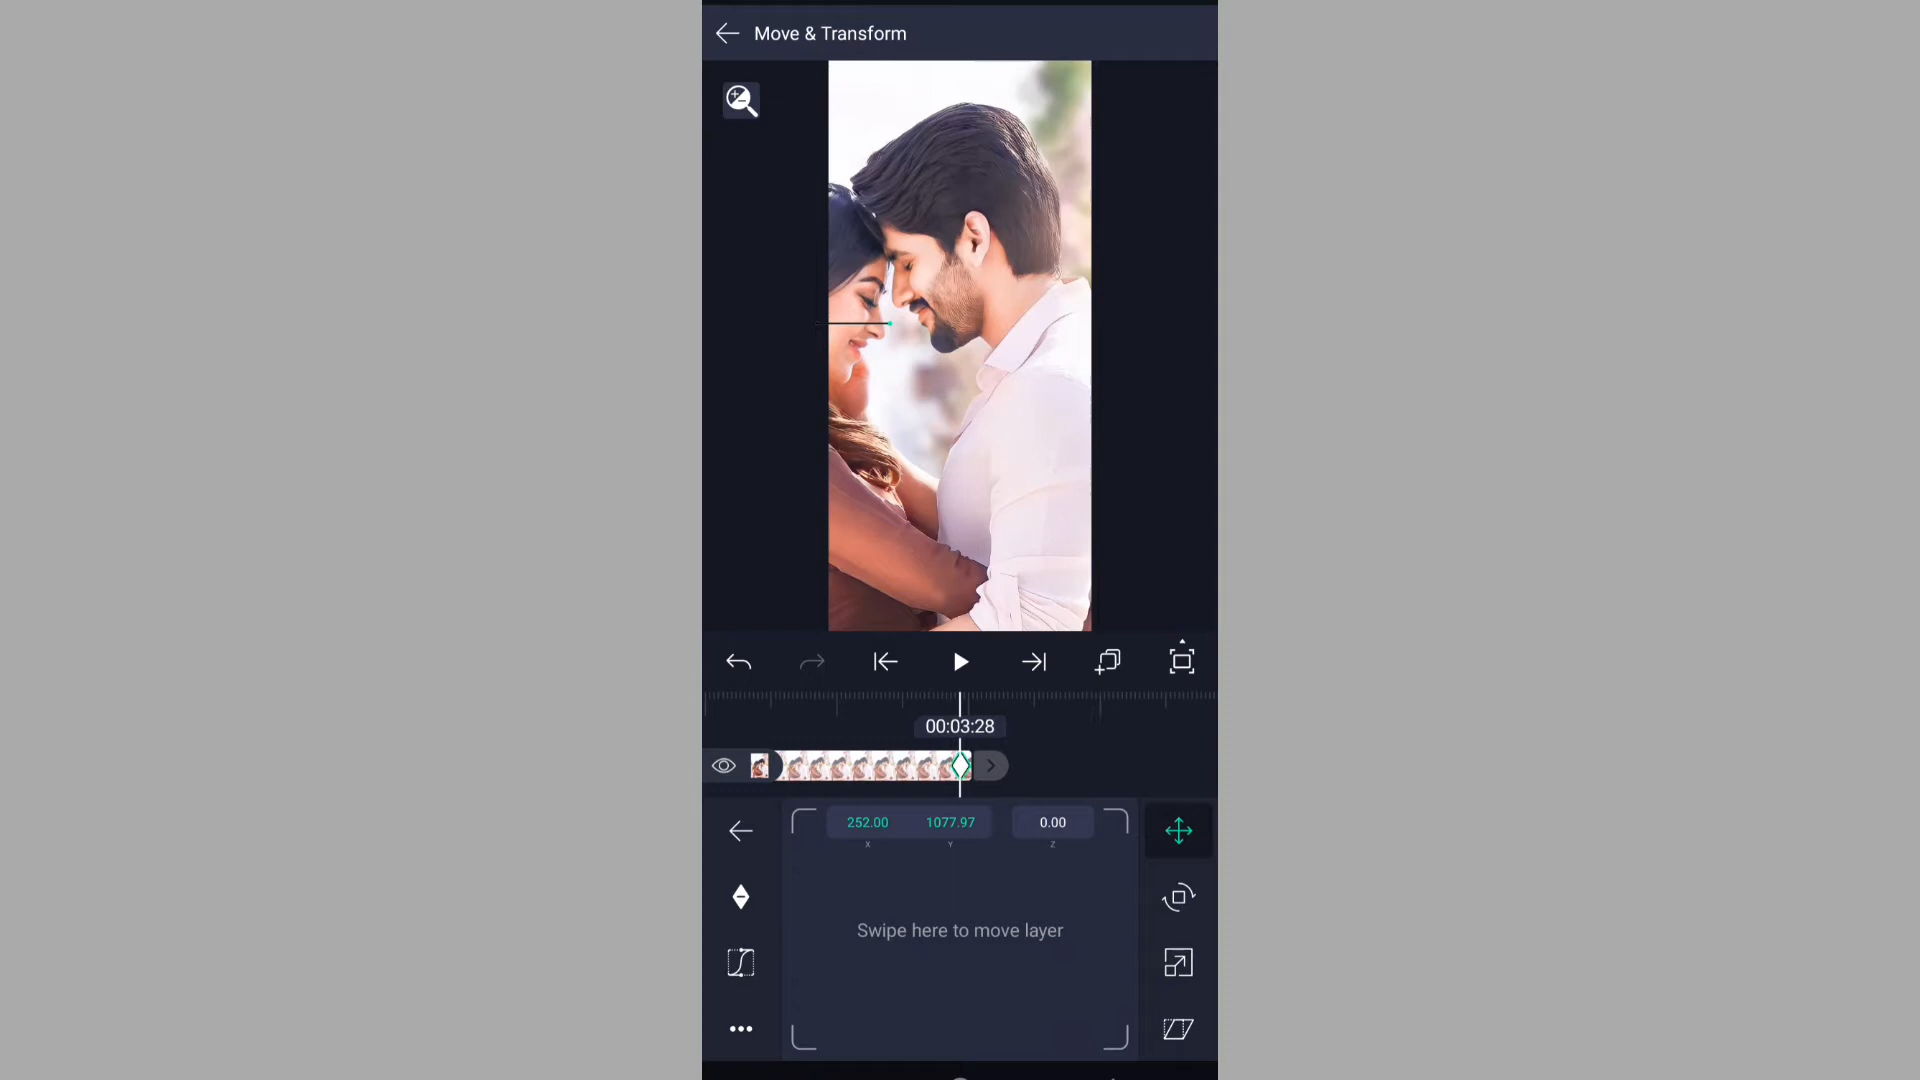 Move & Transform
00:03:28
252.00 1077.97 0.00
X Y Z
Swipe here to move layer